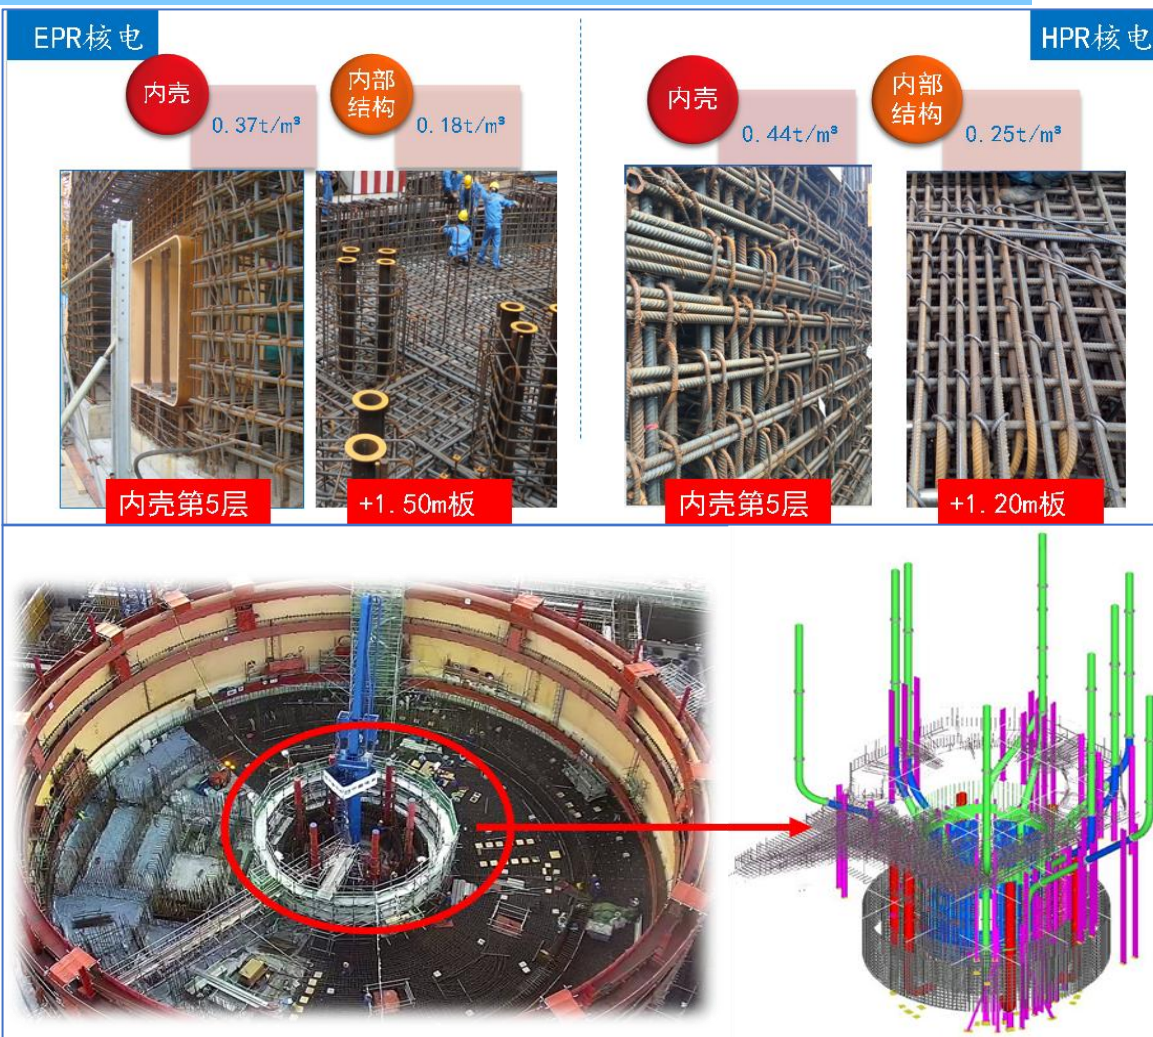 EPR核电
HPR核电
内壳
0.37t/m³
内部
结构
0.18t/m³
内壳
0.44t/m³
内部
结构
0.25t/m³
内壳第5层
+1.50m板
内壳第5层
+1.20m板